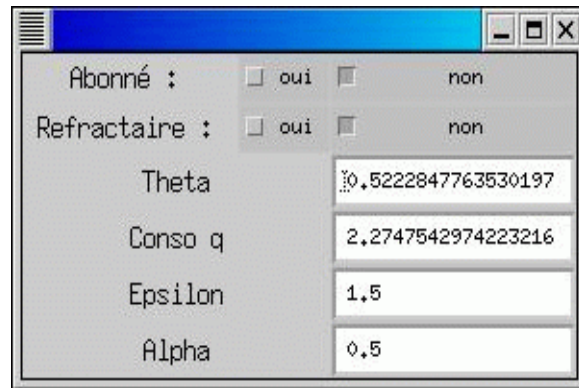 Abonné : oui non
Refractaire : oui non
Theta 0.5222847763530197
Conso q 2.2747542974223216
Epsilon 1.5
Alpha 0.5